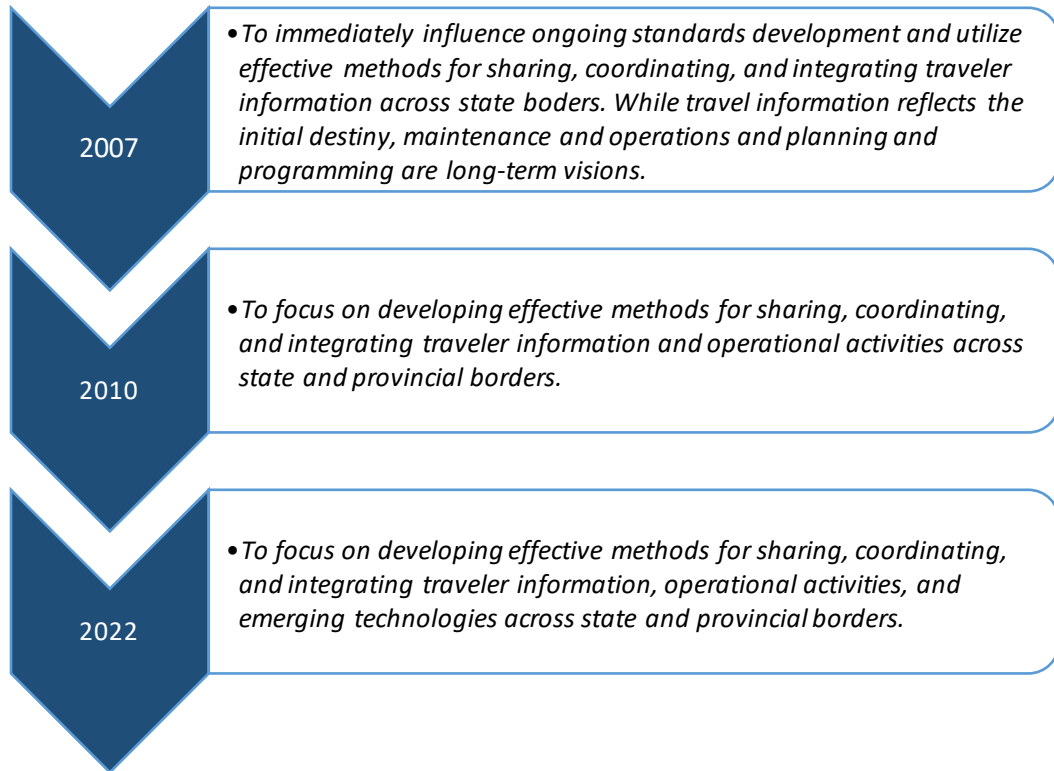 2007
•To immediately influence ongoing standards development and utilize
effective methods for sharing, coordinating, and integrating traveler
information across state boders. While travel information reflects the
initial destiny, maintenance and operations and planning and
programming are long-term visions.
2010
•To focus on developing effective methods for sharing, coordinating,
and integrating traveler information and operational activities across
state and provincial borders.
2022
•To focus on developing effective methods for sharing, coordinating,
and integrating traveler information, operational activities, and
emerging technologies across state and provincial borders.